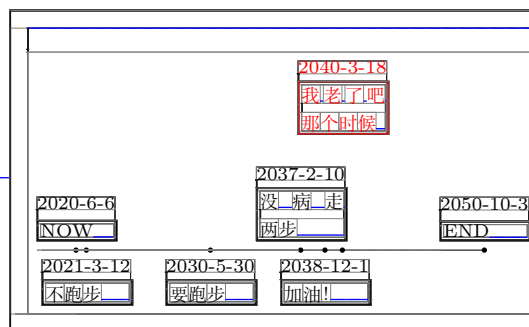 2040-3-18
我老了吧
那个时候
2037-2-10
没 病 走
两步
2020-6-6
NOW
2050-10-3
END
2021-3-12
不跑步
2030-5-30
要跑步
2038-12-1
加油!